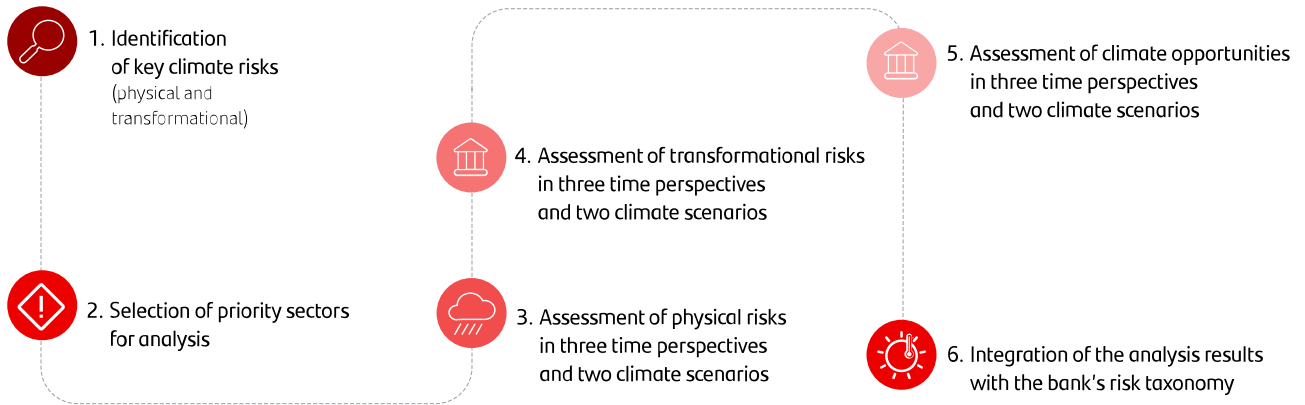 1. Identification
of key climate risks
(physical and
transformational)
2. Selection of priority sectors
for analysis
3. Assessment of physical risks
in three time perspectives
and two climate scenarios
4. Assessment of transformational risks
in three time perspectives
and two climate scenarios
5. Assessment of climate opportunities
in three time perspectives
and two climate scenarios
6. Integration of the analysis results
with the bank's risk taxonomy